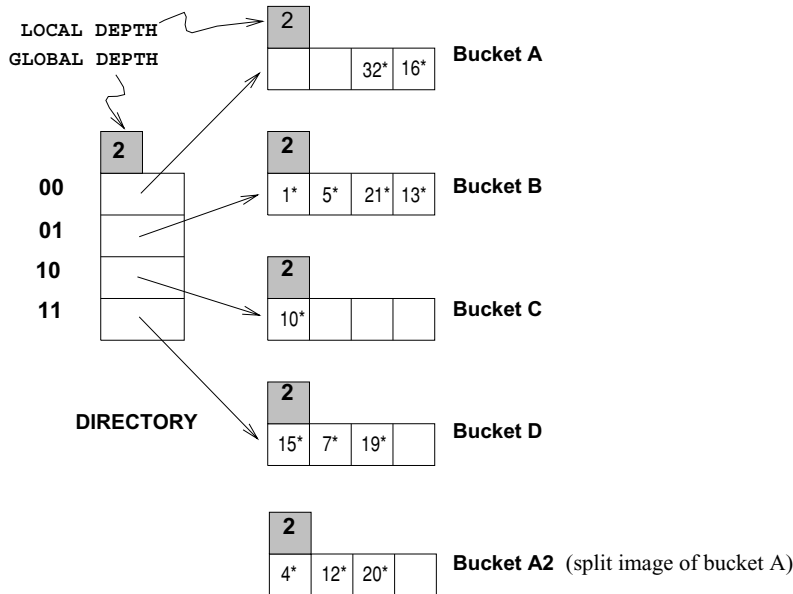 LOCAL DEPTH
GLOBAL DEPTH
2
32* 16*
Bucket A
2
00
01
10
11
DIRECTORY
2
1* 5* 21* 13*
Bucket B
2
10*
Bucket C
2
15* 7* 19*
Bucket D
2
4* 12* 20*
Bucket A2 (split image of bucket A)